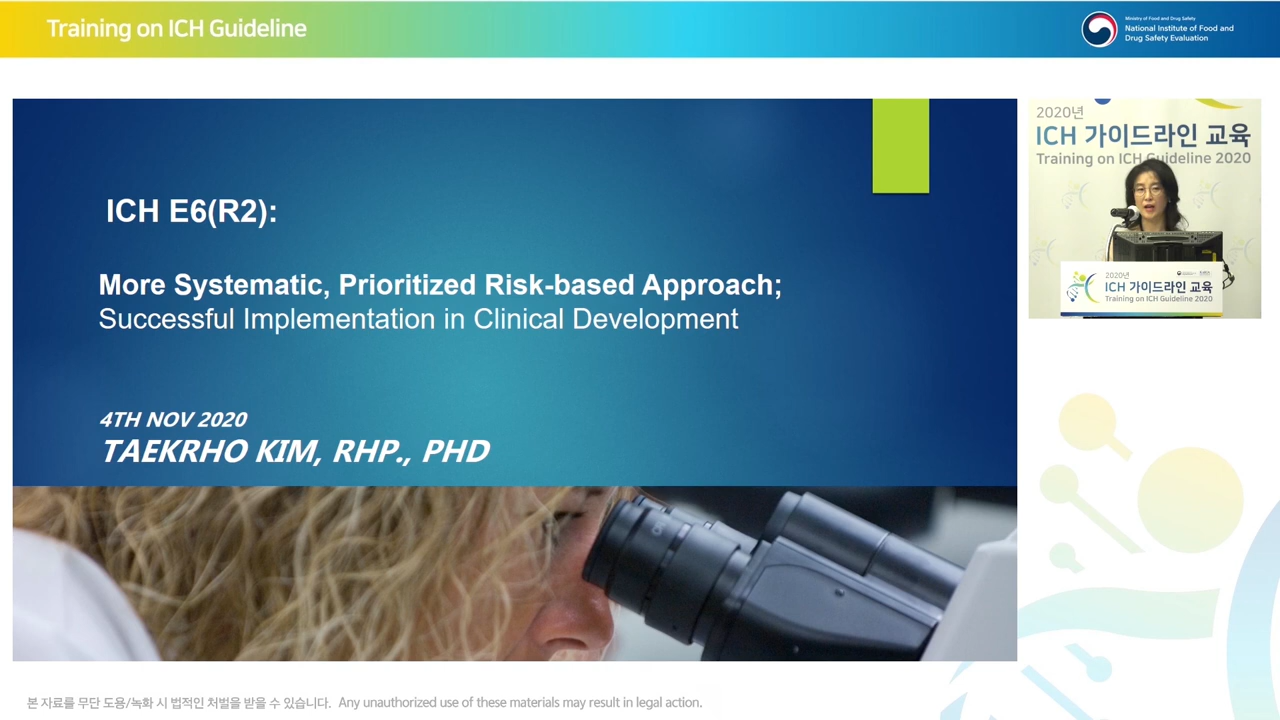 Training on ICH Guideline
Ministry of Food and Drug Safety
National Institute of Food and
Drug Safety Evaluation
ICH E6(R2):
More Systematic, Prioritized Risk-based Approach;
Successful Implementation in Clinical Development
4TH NOV 2020
TAEKRHO KIM, RHP., PHD
2020년
ICH 가이드라인 교육
Training on ICH Guideline 2020
2020년
ICH 가이드라인 교육
Training on ICH Guideline 2020
본 자료를 무단 도용/녹화 시 법적인 처벌을 받을 수 있습니다. Any unauthorized use of these materials may result in legal action.